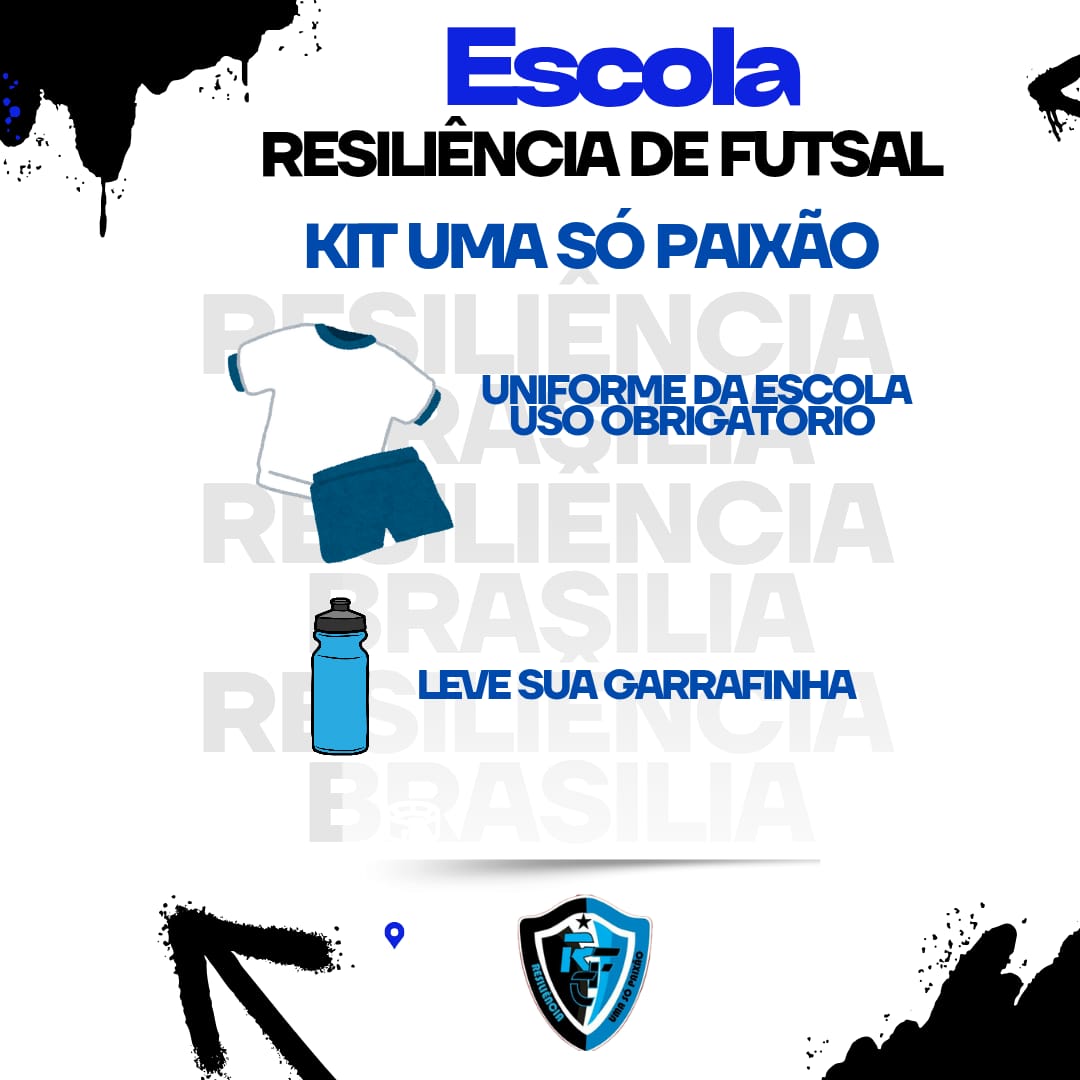 Escola
RESILIÊNCIA DE FUTSAL
KIT UMA SÓ PAIXÃO
RESILIÊNCIA
BRASILIA
UNIFORME DA ESCOLA
USO OBRIGATÓRIO
RESILIÊNCIA
BRASILIA
LEVE SUA GARRAFINHA
RESILIÊNCIA
BRASILIA
RFC
RESILIÊNCIA
UMA SÓ PAIXÃO